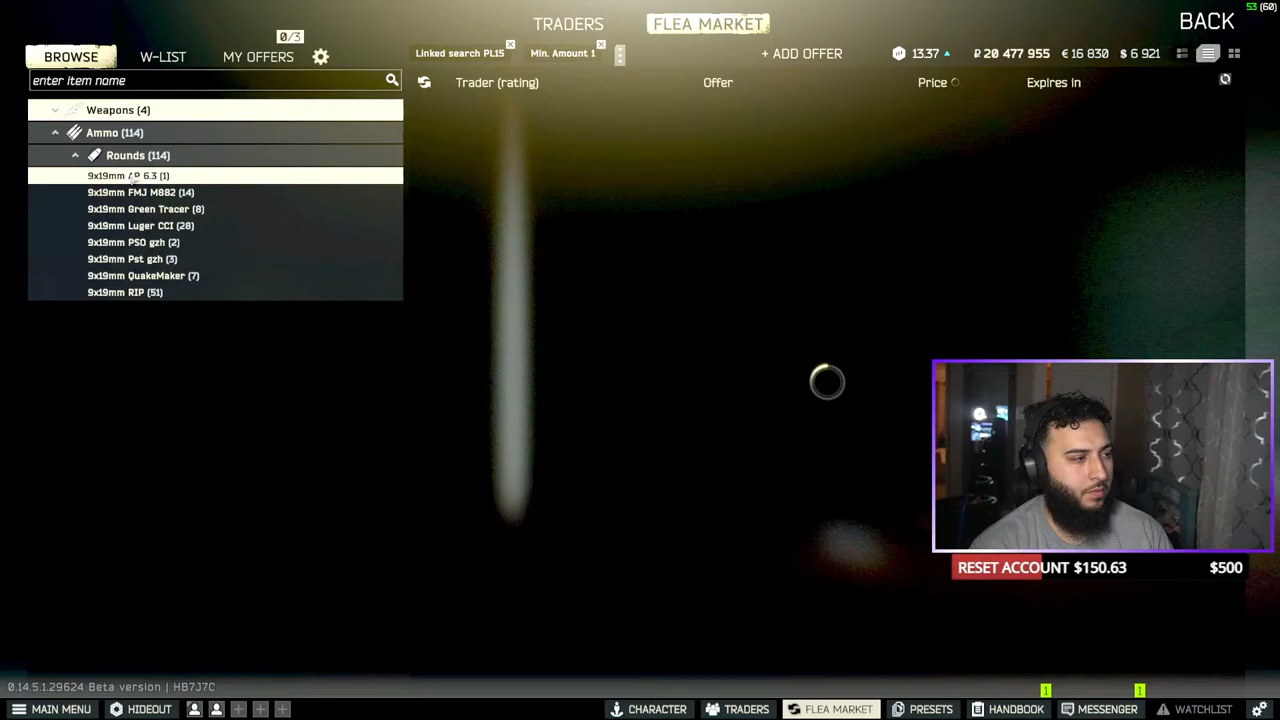 53 (60)
TRADERS
FLEA MARKET
BACK
0/3
BROWSE
W-LIST
MY OFFERS
Linked search PL15
Min. Amount 1
+ ADD OFFER
1337
₽ 20 477 955
€ 16 830
$ 6 921
enter item name
Trader (rating)
Offer
Price
Expires in
Weapons (4)
Ammo (114)
Rounds (114)
9x19mm AP 6.3 (1)
9x19mm FMJ M882 (14)
9x19mm Green Tracer (8)
9x19mm Luger CCI (28)
9x19mm PSO gzh (2)
9x19mm Pst gzh (3)
9x19mm QuakeMaker (7)
9x19mm RIP (51)
RESET ACCOUNT $150.63 $500
0.14.5.1.29624 Beta version | HB7J7C
1
1
MAIN MENU
HIDEOUT
CHARACTER
TRADERS
FLEA MARKET
PRESETS
HANDBOOK
MESSENGER
WATCHLIST